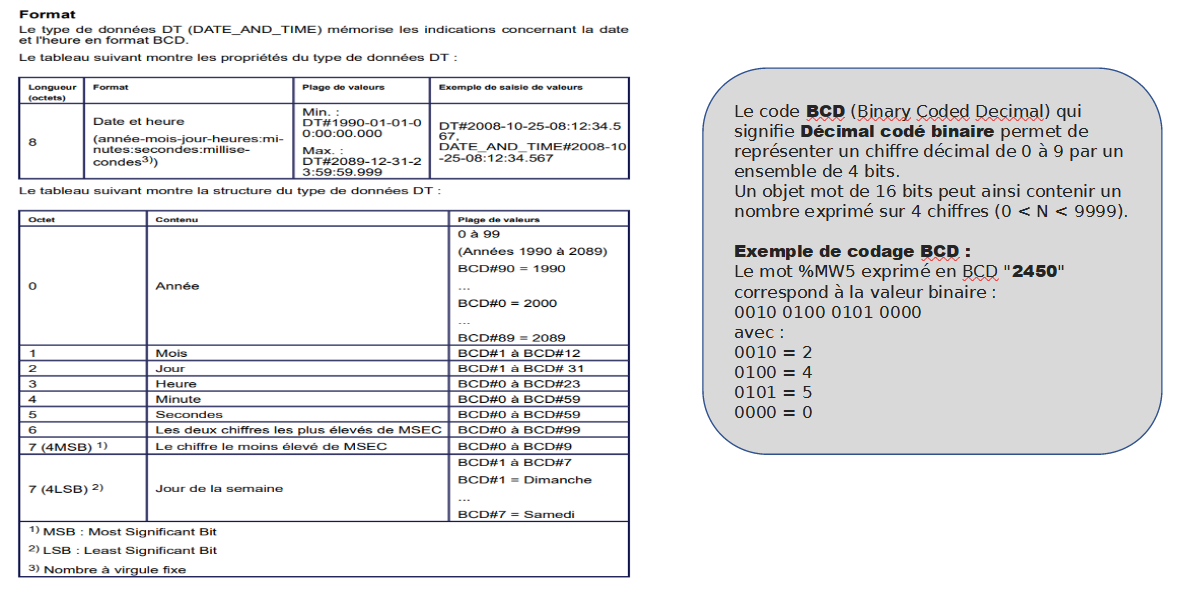 Format
Le type de données DT (DATE_AND_TIME) mémorise les indications concernant la date
et l'heure en format BCD.
Le tableau suivant montre les propriétés du type de données DT :
Longueur
(octets)
Format
Plage de valeurs
Exemple de saisie de valeurs
8
Date et heure
(année-mois-jour-heures:mi-
nutes:secondes:millise-
condes3))
Min. :
DT#1990-01-01-0
0:00:00.000
Max. :
DT#2089-12-31-2
3:59:59.999
DT#2008-10-25-08:12:34.5
67,
DATE_AND_TIME#2008-10
-25-08:12:34.567
Le tableau suivant montre la structure du type de données DT :
Octet
Contenu
Plage de valeurs
0
Année
0 à 99
(Années 1990 à 2089)
BCD#90 = 1990
...
BCD#0 = 2000
...
BCD#89 = 2089
1
Mois
BCD#1 à BCD#12
2
Jour
BCD#1 à BCD# 31
3
Heure
BCD#0 à BCD#23
4
Minute
BCD#0 à BCD#59
5
Secondes
BCD#0 à BCD#59
6
Les deux chiffres les plus élevés de MSEC
BCD#0 à BCD#99
7 (4MSB) 1)
Le chiffre le moins élevé de MSEC
BCD#0 à BCD#9
7 (4LSB) 2)
Jour de la semaine
BCD#1 à BCD#7
BCD#1 = Dimanche
...
BCD#7 = Samedi
1) MSB : Most Significant Bit
2) LSB : Least Significant Bit
3) Nombre à virgule fixe
Le code BCD (Binary Coded Decimal) qui
signifie Décimal codé binaire permet de
représenter un chiffre décimal de 0 à 9 par un
ensemble de 4 bits.
Un objet mot de 16 bits peut ainsi contenir un
nombre exprimé sur 4 chiffres (0 < N < 9999).
Exemple de codage BCD :
Le mot %MW5 exprimé en BCD "2450"
correspond à la valeur binaire :
0010 0100 0101 0000
avec :
0010 = 2
0100 = 4
0101 = 5
0000 = 0